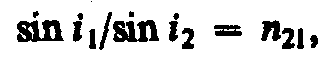 sin i₁/sin i₂ = n₂₁,